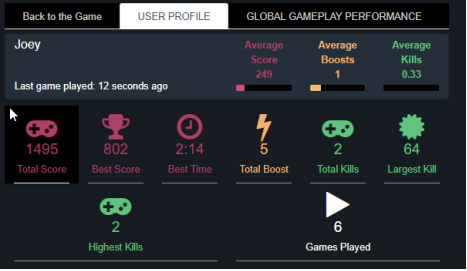 Back to the Game
USER PROFILE
GLOBAL GAMEPLAY PERFORMANCE
Joey
Last game played: 12 seconds ago
Average
Score
249
Average
Boosts
1
Average
Kills
0.33
1495
Total Score
802
Best Score
2:14
Best Time
5
Total Boost
2
Total Kills
64
Largest Kill
2
Highest Kills
6
Games Played